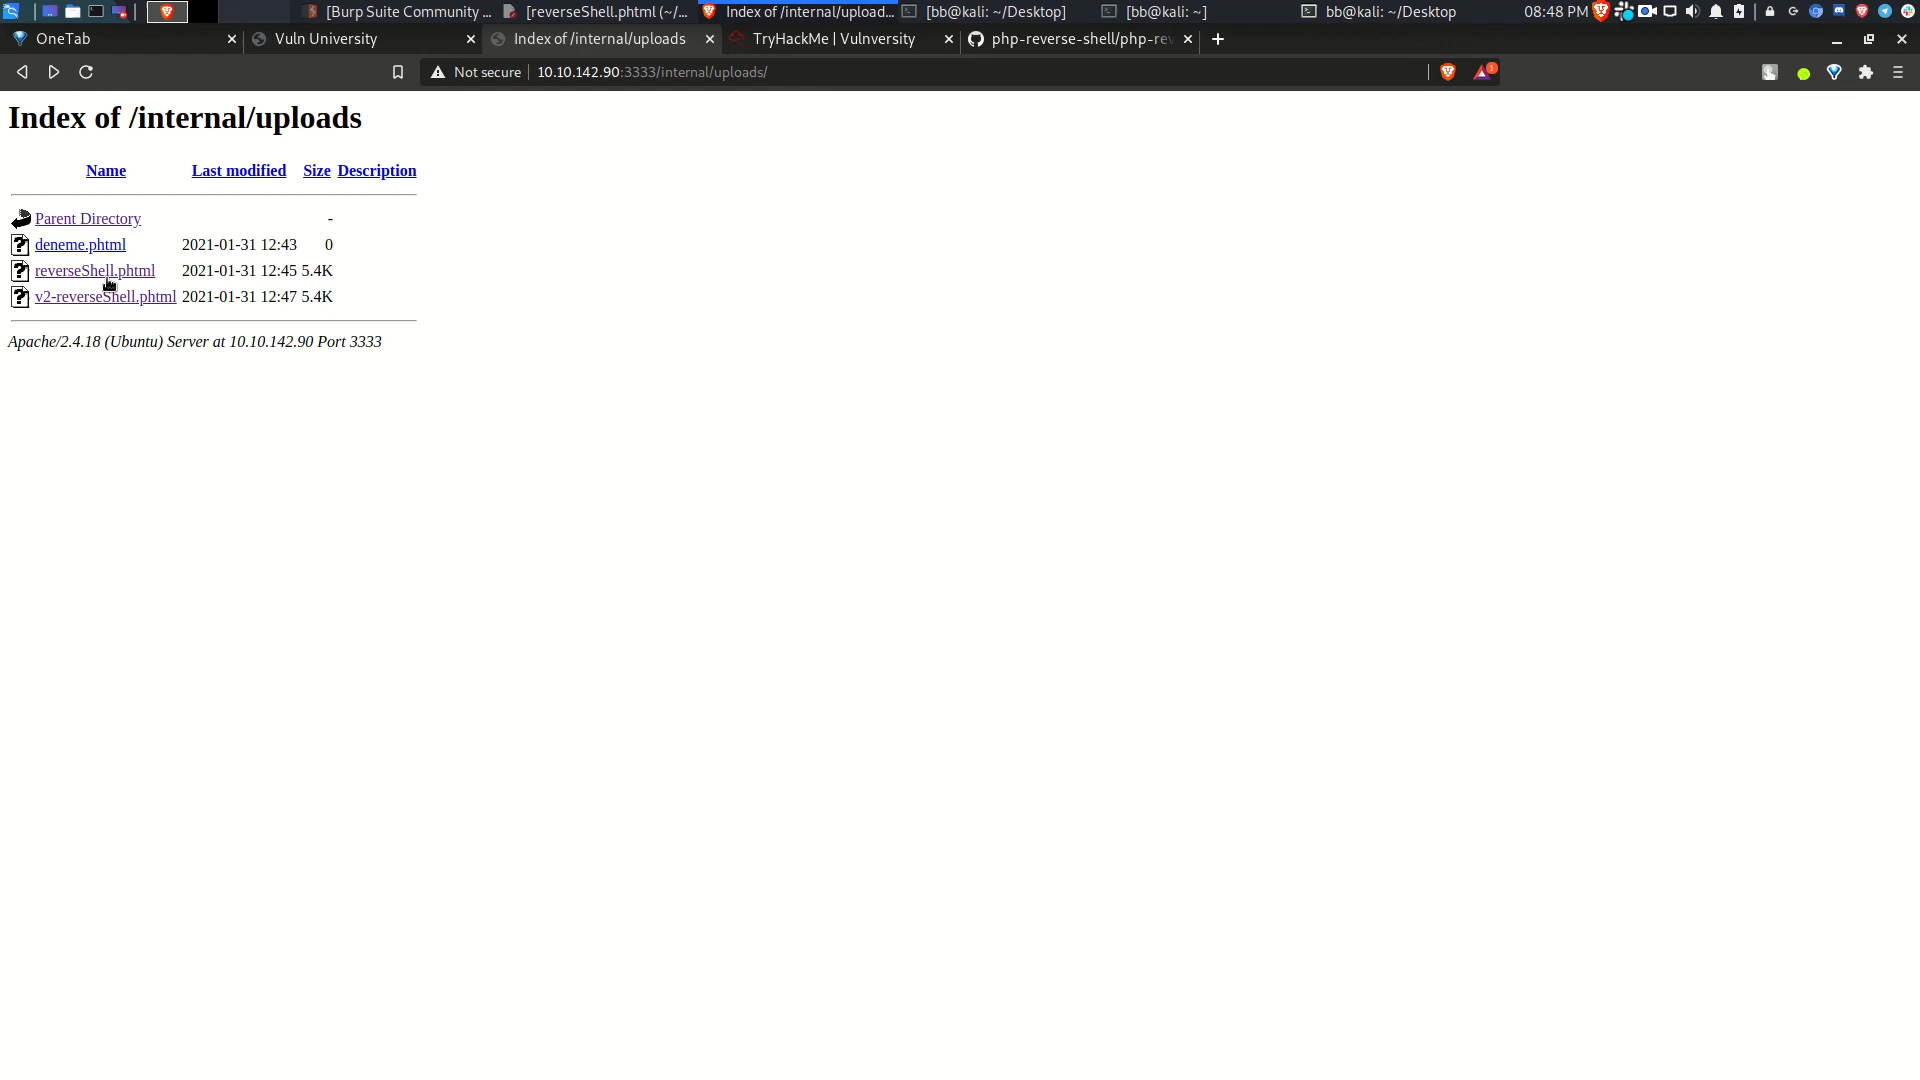 [Burp Suite Community ...
[reverseShell.phtml (~/...
Index of /internal/upload...
[bb@kali: ~/Desktop]
[bb@kali: ~]
bb@kali: ~/Desktop
08:48 PM
OneTab
Vuln University
Index of /internal/uploads
TryHackMe | Vulnversity
php-reverse-shell/php-rev
Not secure
10.10.142.90:3333/internal/uploads/
1
Index of /internal/uploads
Name Last modified Size Description
Parent Directory -
deneme.phtml 2021-01-31 12:43 0
reverseShell.phtml 2021-01-31 12:45 5.4K
v2-reverseShell.phtml 2021-01-31 12:47 5.4K
Apache/2.4.18 (Ubuntu) Server at 10.10.142.90 Port 3333